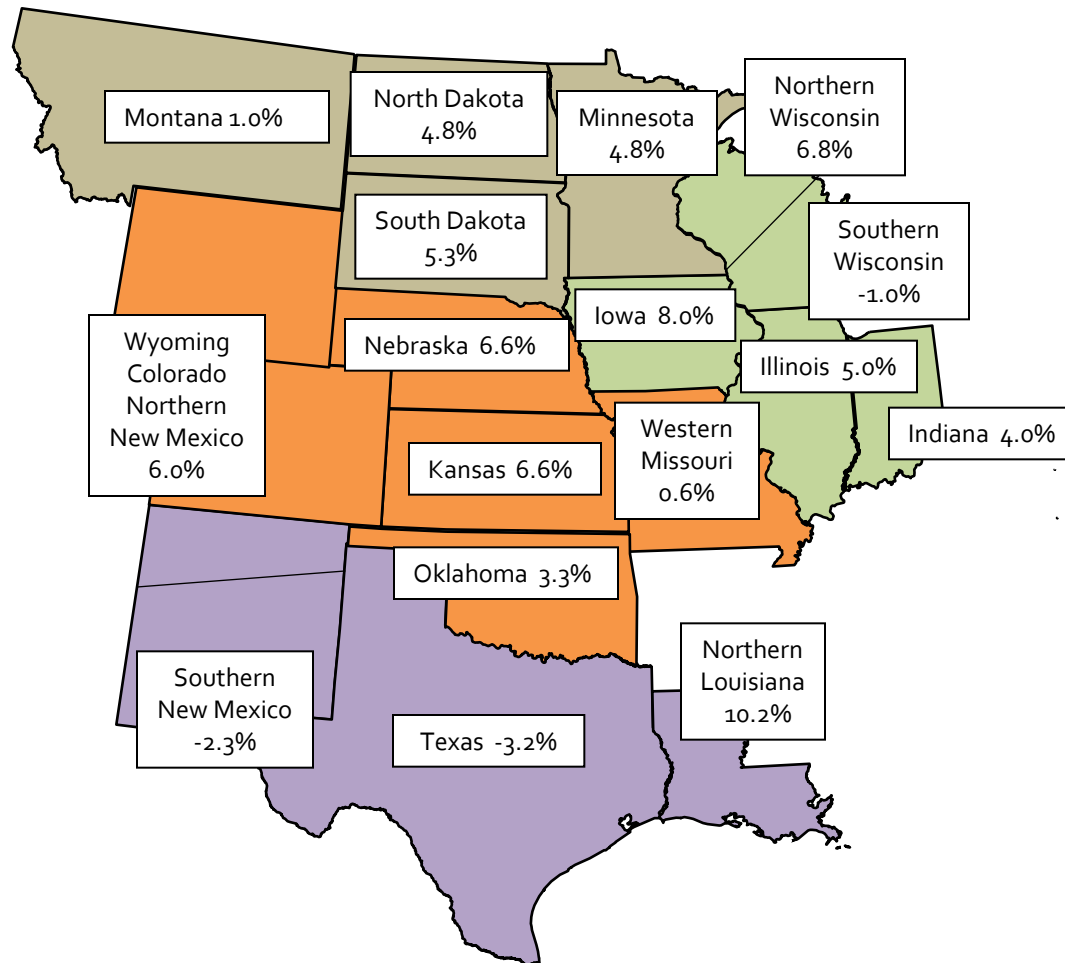 Montana 1.0%
North Dakota
4.8%
Minnesota
4.8%
Northern
Wisconsin
6.8%
South Dakota
5.3%
Southern
Wisconsin
-1.0%
Iowa 8.0%
Wyoming
Colorado
Northern
New Mexico
6.0%
Nebraska 6.6%
Illinois 5.0%
Indiana 4.0%
Western
Missouri
0.6%
Kansas 6.6%
Oklahoma 3.3%
Southern
New Mexico
-2.3%
Texas -3.2%
Northern
Louisiana
10.2%